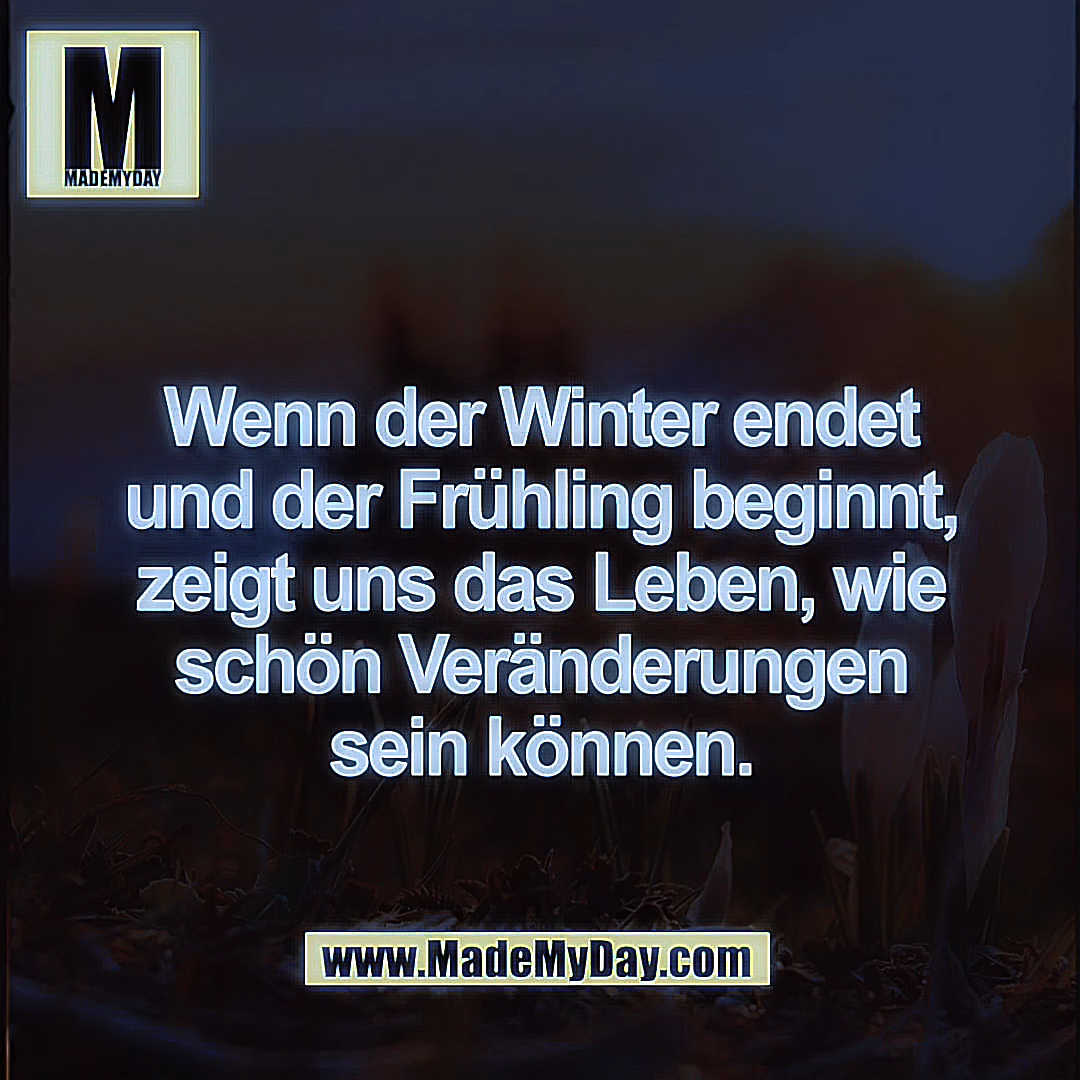 M
MADEMYDAY
Wenn der Winter endet
und der Frühling beginnt,
zeigt uns das Leben, wie
schön Veränderungen
sein können.
www.MadeMyDay.com